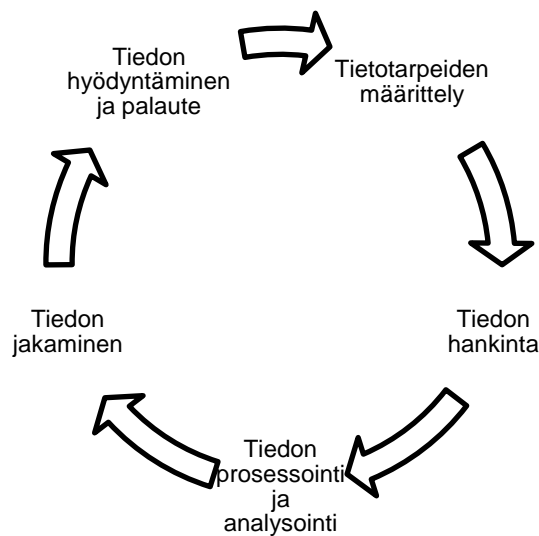 Tiedon
hyödyntäminen
ja palaute
Tietotarpeiden
määrittely
Tiedon
hankinta
Tiedon
prosessointi
ja
analysointi
Tiedon
jakaminen